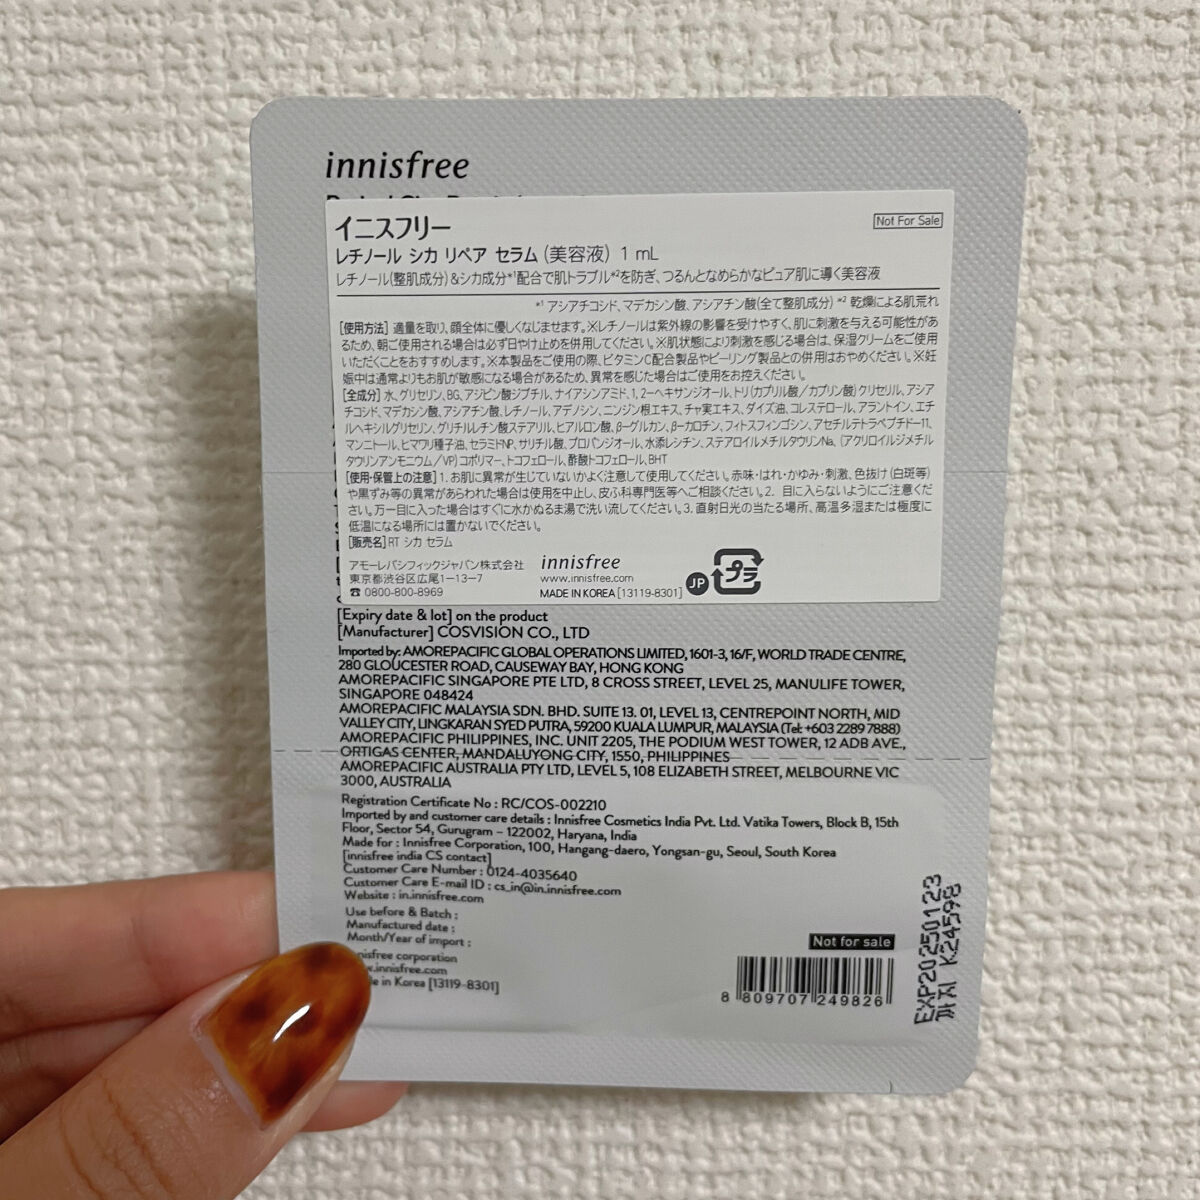 innisfree
イニスフリー
Not For Sale
レチノール シカ リペア セラム (美容液) 1 mL
レチノール(整肌成分)&シカ成分*1配合で肌トラブル*2を防ぎ、つるんとなめらかなピュア肌に導く美容液
*1 アシアチコシド、マデカシン酸、アシアチン酸(全て整肌成分) *2 乾燥による肌荒れ
[使用方法] 適量を取り、顔全体に優しくなじませます。※レチノールは紫外線の影響を受けやすく、肌に刺激を与える可能性があ
るため、朝ご使用される場合は必ず日やけ止めを併用してください。※肌状態により刺激を感じる場合は、保湿クリームをご使用
いただくことをおすすめします。※本製品をご使用の際、ビタミンC配合製品やピーリング製品との併用はおやめください。※妊
娠中は通常よりもお肌が敏感になる場合があるため、異常を感じた場合はご使用をお控えください。
[全成分] 水、グリセリン、BG、アジピン酸ジブチル、ナイアシンアミド、1,2-ヘキサンジオール、トリ(カプリル酸/カプリン酸)グリセリル、アシア
チコシド、マデカシン酸、アシアチン酸、レチノール、アデノシン、ニンジン根エキス、チャ実エキス、ダイズ油、コレステロール、アラントイン、エチ
ルヘキシルグリセリン、グリチルレチン酸ステアリル、ヒアルロン酸、β-グルカン、β-カロチン、フィトスフィンゴシン、アセチルテトラペプチド-11、
マンニトール、ヒマワリ種子油、セラミドNP、サリチル酸、プロパンジオール、水添レシチン、ステアロイルメチルタウリンNa、(アクリロイルジメチル
タウリンアンモニウム/VP)コポリマー、トコフェロール、酢酸トコフェロール、BHT
[使用・保管上の注意] 1. お肌に異常が生じていないかよく注意して使用してください。赤味・はれ・かゆみ・刺激、色抜け(白斑等)
や黒ずみ等の異常があらわれた場合は使用を中止し、皮ふ科専門医等へご相談ください。2. 目に入らないようにご注意くだ
さい。万一目に入った場合はすぐに水かぬるま湯で洗い流してください。3. 直射日光の当たる場所、高温多湿または極度に
低温になる場所には置かないでください。
[販売名] RT シカ セラム
アモーレパシフィックジャパン株式会社
東京都渋谷区広尾1-13-7
☎ 0800-800-8969
innisfree
www.innisfree.com
MADE IN KOREA [13119-8301]
JP
プラ
[Expiry date & lot] on the product
[Manufacturer] COSVISION CO., LTD
Imported by: AMOREPACIFIC GLOBAL OPERATIONS LIMITED, 1601-3, 16/F, WORLD TRADE CENTRE,
280 GLOUCESTER ROAD, CAUSEWAY BAY, HONG KONG
AMOREPACIFIC SINGAPORE PTE LTD, 8 CROSS STREET, LEVEL 25, MANULIFE TOWER,
SINGAPORE 048424
AMOREPACIFIC MALAYSIA SDN. BHD. SUITE 13. 01, LEVEL 13, CENTREPOINT NORTH, MID
VALLEY CITY, LINGKARAN SYED PUTRA, 59200 KUALA LUMPUR, MALAYSIA (Tel: +603 2289 7888)
AMOREPACIFIC PHILIPPINES, INC. UNIT 2205, THE PODIUM WEST TOWER, 12 ADB AVE.,
ORTIGAS CENTER, MANDALUYONG CITY, 1550, PHILIPPINES
AMOREPACIFIC AUSTRALIA PTY LTD, LEVEL 5, 108 ELIZABETH STREET, MELBOURNE VIC
3000, AUSTRALIA
Registration Certificate No : RC/COS-002210
Imported by and customer care details : Innisfree Cosmetics India Pvt. Ltd. Vatika Towers, Block B, 15th
Floor, Sector 54, Gurugram – 122002, Haryana, India
Made for : Innisfree Corporation, 100, Hangang-daero, Yongsan-gu, Seoul, South Korea
[innisfree india CS contact]
Customer Care Number : 0124-4035640
Customer Care E-mail ID : cs_in@in.innisfree.com
Website : in.innisfree.com
Use before & Batch :
Manufactured date :
Month/Year of import :
corporation
.innisfree.com
in Korea [13119-8301]
Not for sale
8 809707 249826
EXP20250123
까지 K24598